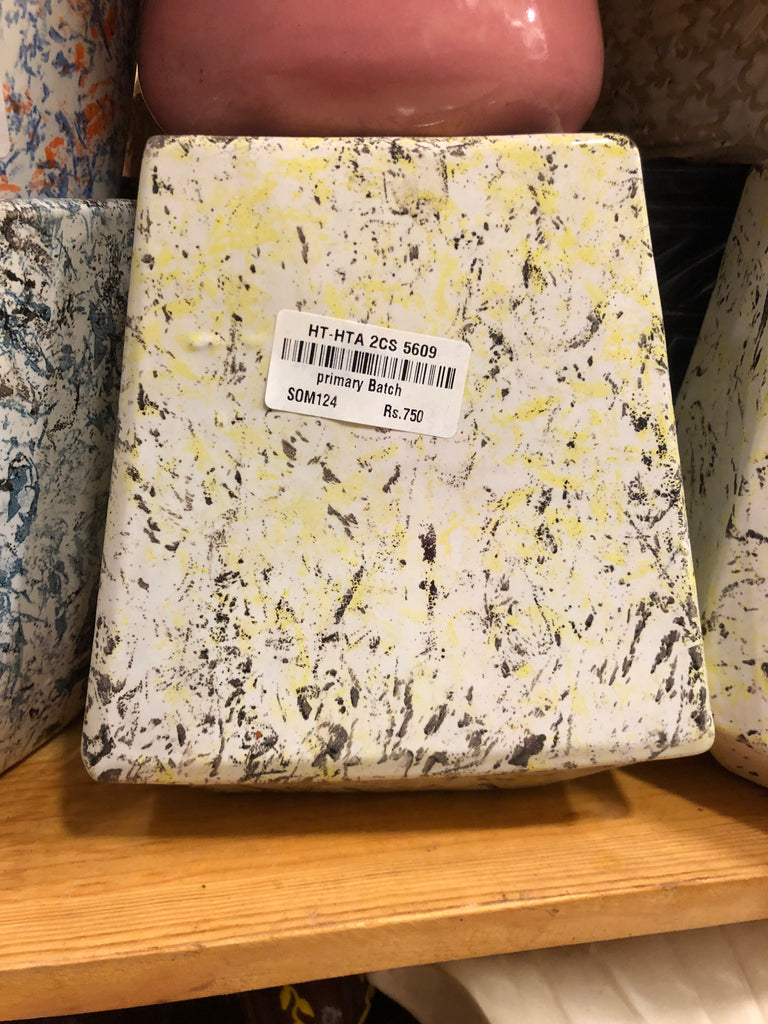 HT-HTA 2CS 5609
primary Batch
SOM124 Rs.750